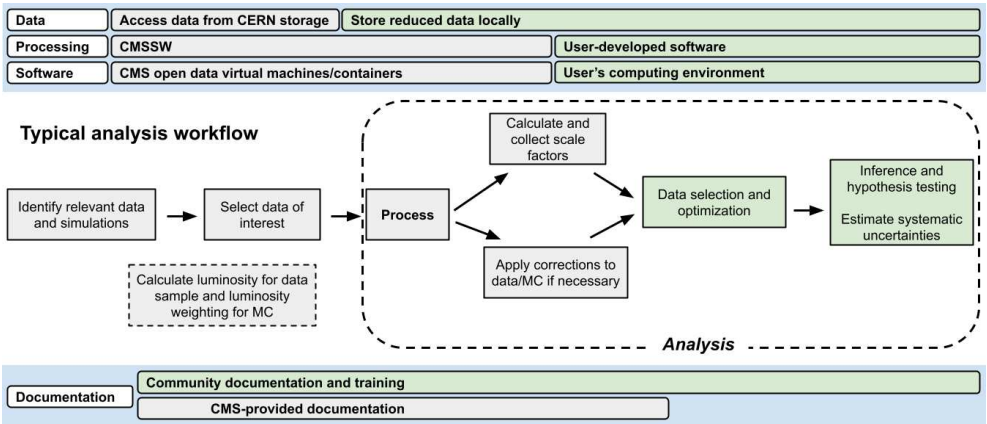 Data
Access data from CERN storage
Store reduced data locally
Processing
CMSSW
User-developed software
Software
CMS open data virtual machines/containers
User's computing environment
Typical analysis workflow
Identify relevant data
and simulations
Select data of
interest
Calculate luminosity for data
sample and luminosity
weighting for MC
Process
Calculate and
collect scale
factors
Apply corrections to
data/MC if necessary
Data selection and
optimization
Inference and
hypothesis testing
Estimate systematic
uncertainties
Analysis
Documentation
Community documentation and training
CMS-provided documentation